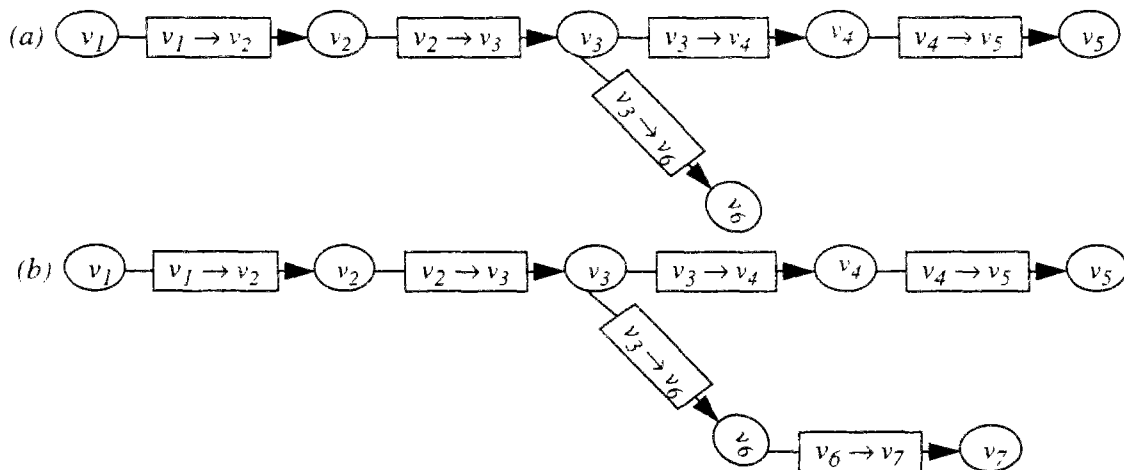 (a) v1 v1 → v2 v2 v2 → v3 v3 v3 → v4 v4 v4 → v5 v5
v3 → v6
v6
(b) v1 v1 → v2 v2 v2 → v3 v3 v3 → v4 v4 v4 → v5 v5
v3 → v6
v6 v6 → v7 v7